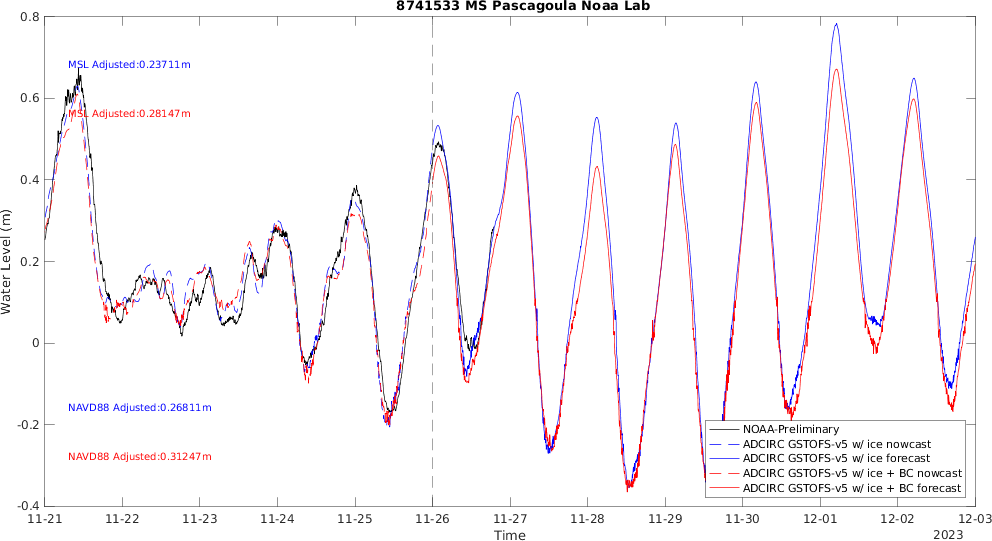 8741533 MS Pascagoula Noaa Lab
0.8
0.6
0.4
0.2
0
-0.2
-0.4
Water Level (m)
MSL Adjusted:0.23711m
MSL Adjusted:0.28147m
NAVD88 Adjusted:0.26811m
NAVD88 Adjusted:0.31247m
NOAA-Preliminary
ADCIRC GSTOFS-v5 w/ ice nowcast
ADCIRC GSTOFS-v5 w/ ice forecast
ADCIRC GSTOFS-v5 w/ ice + BC nowcast
ADCIRC GSTOFS-v5 w/ ice + BC forecast
11-21 11-22 11-23 11-24 11-25 11-26 11-27 11-28 11-29 11-30 12-01 12-02 12-03
Time
2023